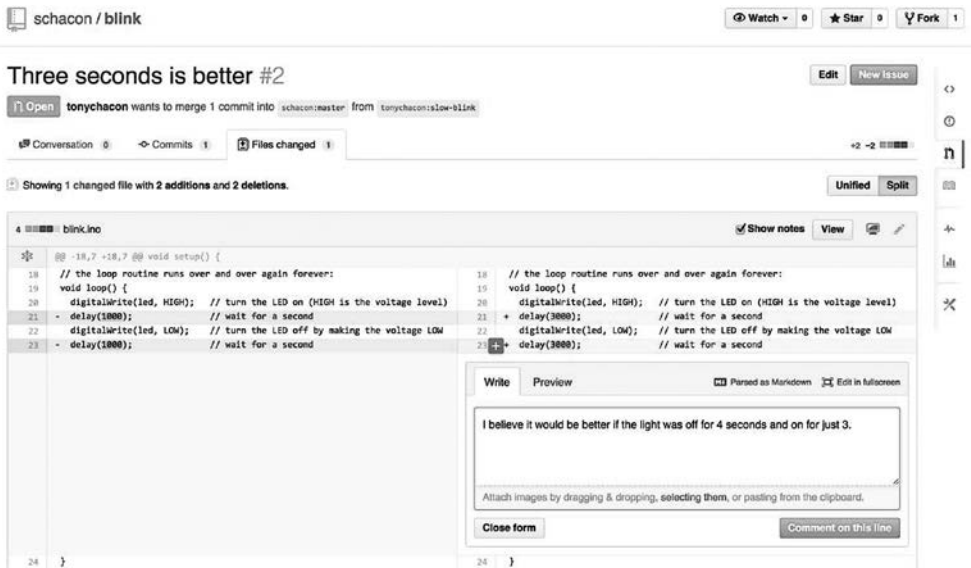 schacon / blink
Watch 0 Star 0 Fork 1
Three seconds is better #2
Edit New Issue
Open tonychacon wants to merge 1 commit into schacon:master from tonychacon:slow-blink
Conversation 0 Commits 1 Files changed 1 +2 -2
Showing 1 changed file with 2 additions and 2 deletions. Unified Split
4 blink.ino Show notes View
@@ -18,7 +18,7 @@ void setup() {
18 // the loop routine runs over and over again forever:
19 void loop() {
20 digitalWrite(led, HIGH); // turn the LED on (HIGH is the voltage level)
21 - delay(1000); // wait for a second
22 digitalWrite(led, LOW); // turn the LED off by making the voltage LOW
23 - delay(1000); // wait for a second
24 }
18 // the loop routine runs over and over again forever:
19 void loop() {
20 digitalWrite(led, HIGH); // turn the LED on (HIGH is the voltage level)
21 + delay(3000); // wait for a second
22 digitalWrite(led, LOW); // turn the LED off by making the voltage LOW
23 + delay(3000); // wait for a second
Write Preview Parsed as Markdown Edit in fullscreen
I believe it would be better if the light was off for 4 seconds and on for just 3.
Attach images by dragging & dropping, selecting them, or pasting from the clipboard.
Close form Comment on this line
24 }